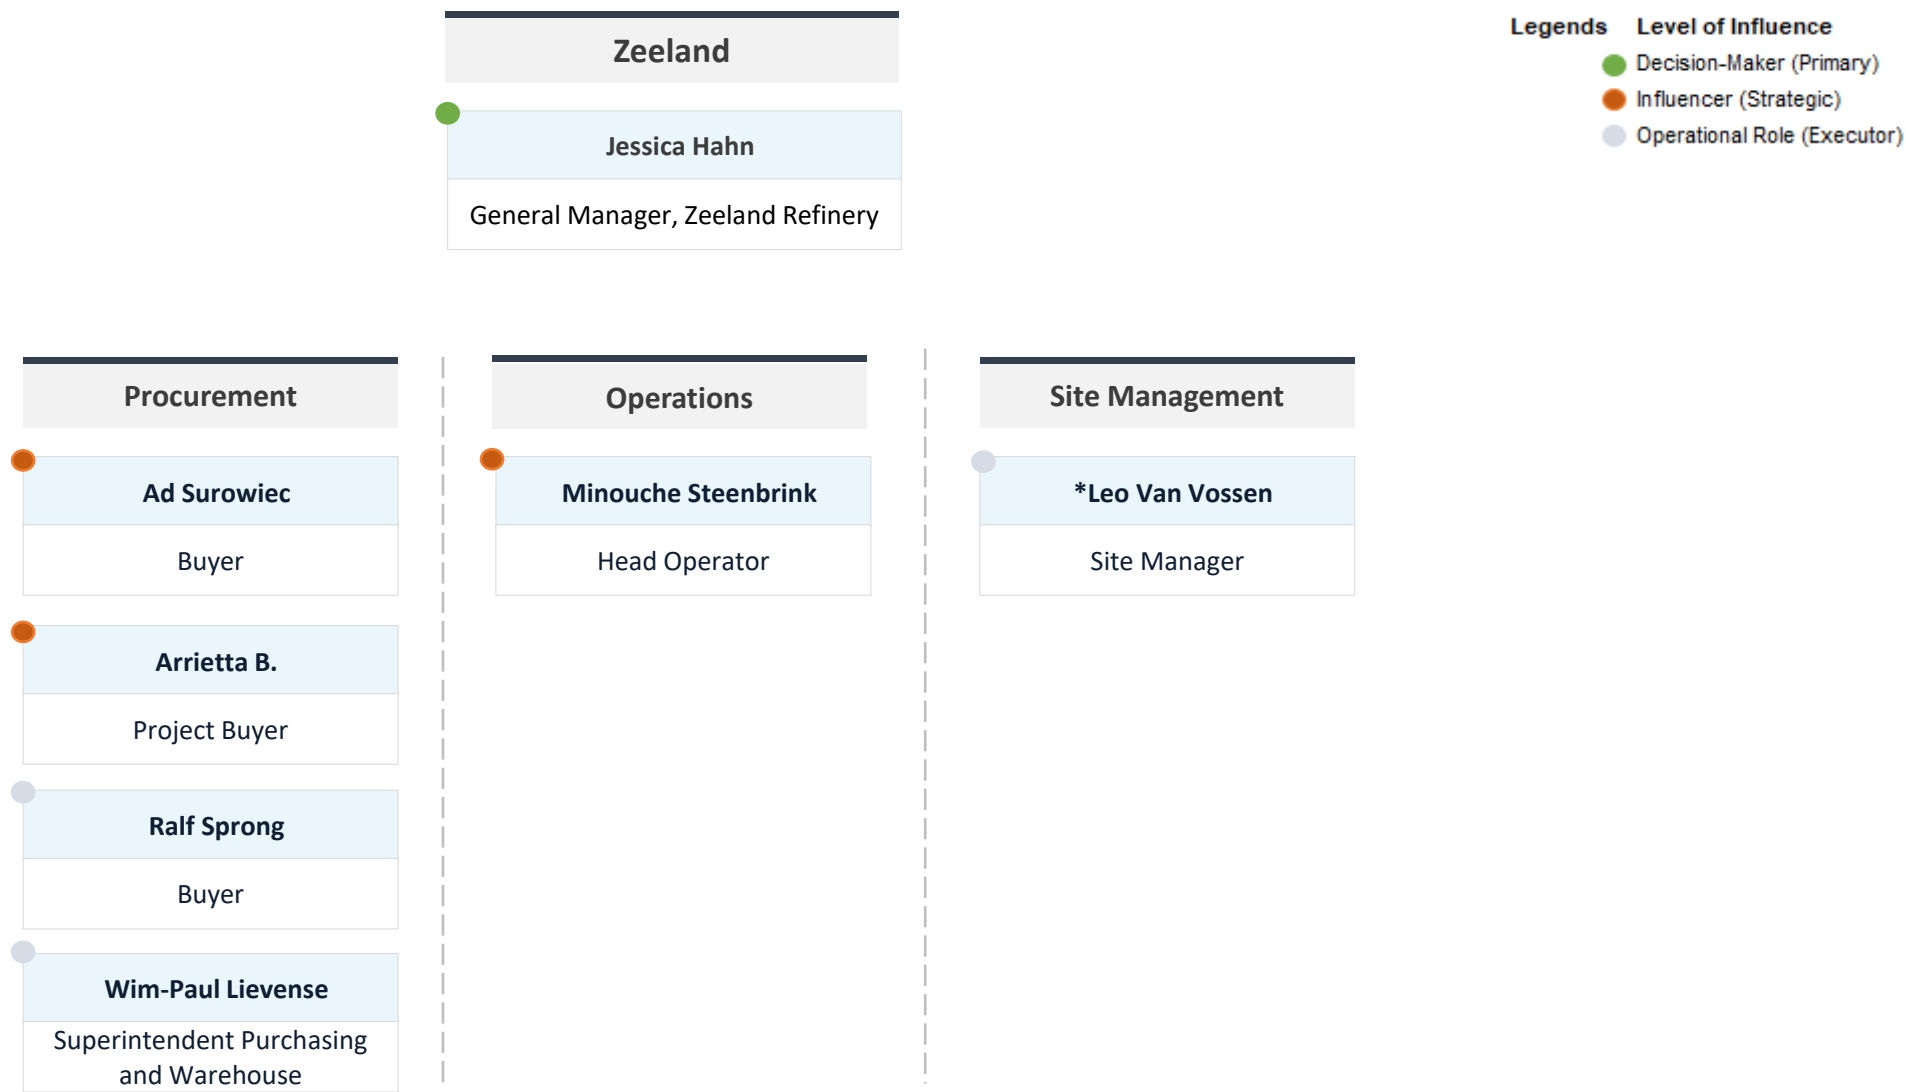 Zeeland
Jessica Hahn
General Manager, Zeeland Refinery
Legends Level of Influence
Decision-Maker (Primary)
Influencer (Strategic)
Operational Role (Executor)
Procurement
Ad Surowiec
Buyer
Arrietta B.
Project Buyer
Ralf Sprong
Buyer
Wim-Paul Lievense
Superintendent Purchasing
and Warehouse
Operations
Minouche Steenbrink
Head Operator
Site Management
*Leo Van Vossen
Site Manager